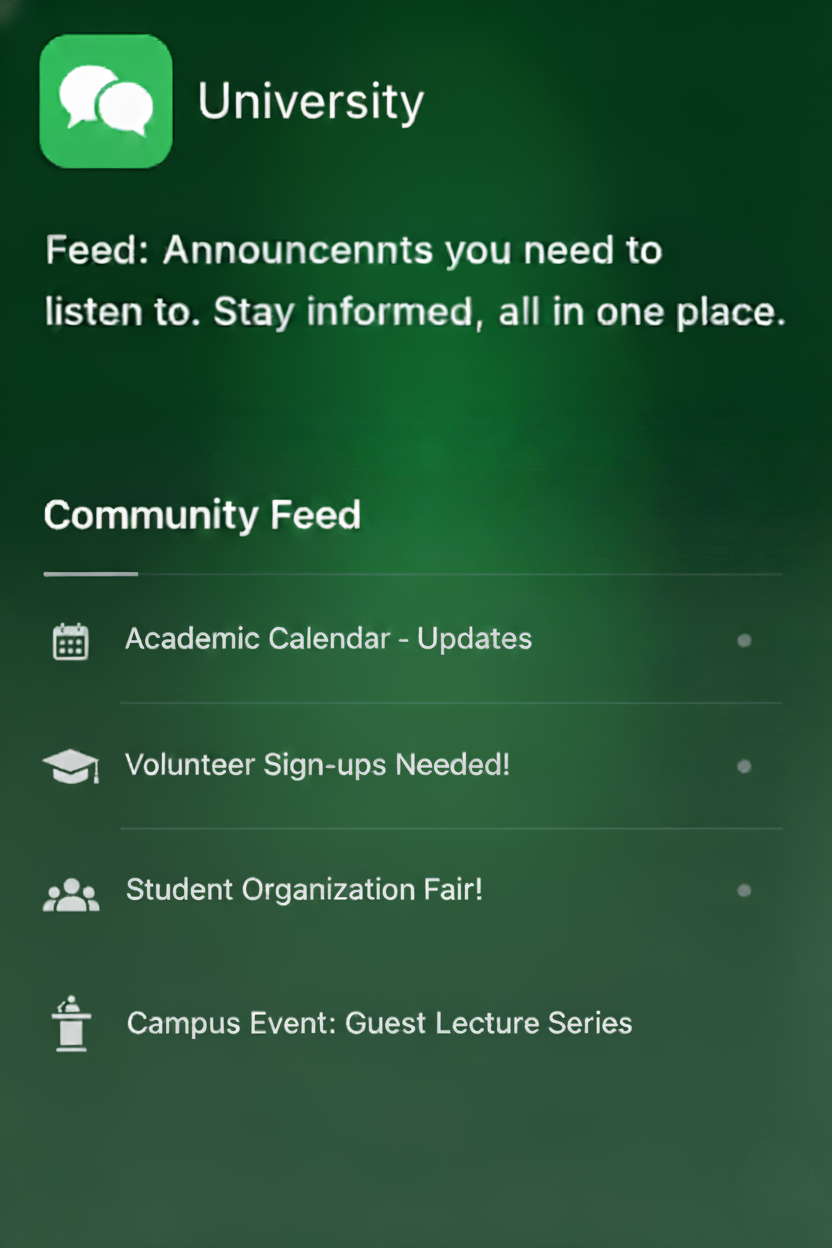 University
Feed: Announcennts you need to
listen to. Stay informed, all in one place.
Community Feed
Academic Calendar - Updates
Volunteer Sign-ups Needed!
Student Organization Fair!
Campus Event: Guest Lecture Series